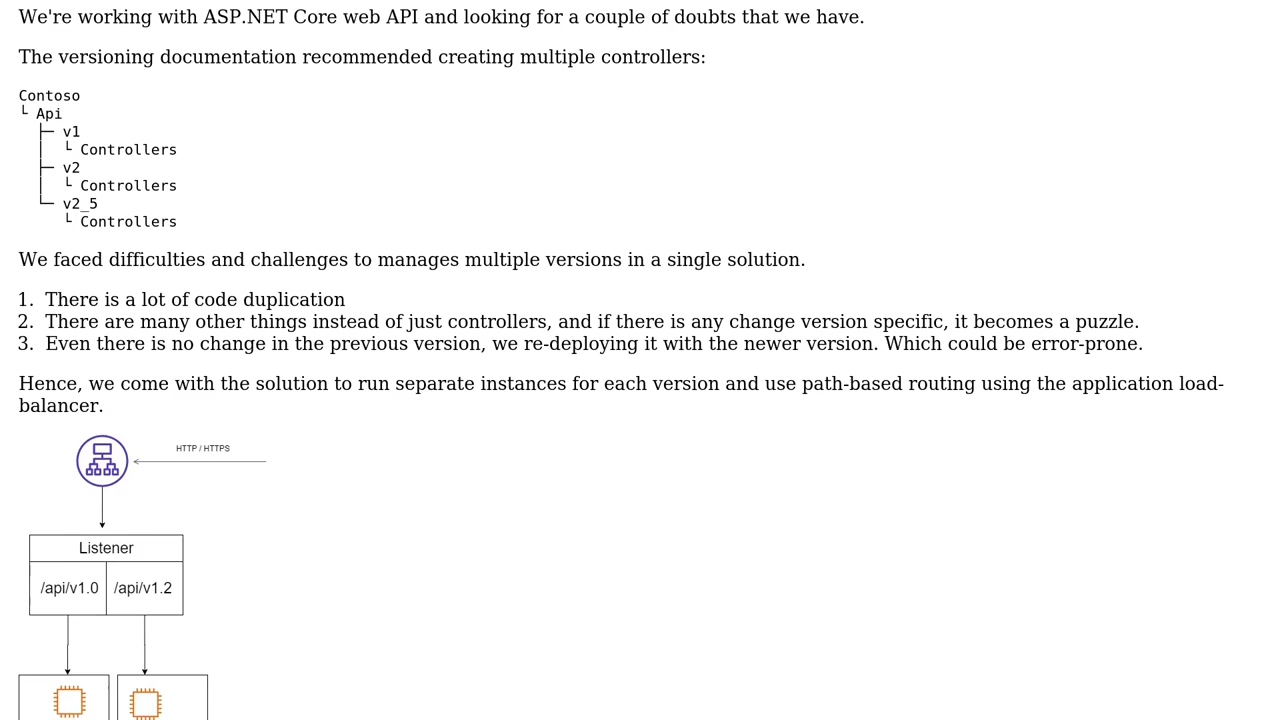 We're working with ASP.NET Core web API and looking for a couple of doubts that we have.
The versioning documentation recommended creating multiple controllers:
Contoso
└ Api
  ├─ v1
  │  └ Controllers
  ├─ v2
  │  └ Controllers
  └─ v2_5
     └ Controllers
We faced difficulties and challenges to manages multiple versions in a single solution.
1. There is a lot of code duplication
2. There are many other things instead of just controllers, and if there is any change version specific, it becomes a puzzle.
3. Even there is no change in the previous version, we re-deploying it with the newer version. Which could be error-prone.
Hence, we come with the solution to run separate instances for each version and use path-based routing using the application load-
balancer.
HTTP / HTTPS
Listener
/api/v1.0 /api/v1.2